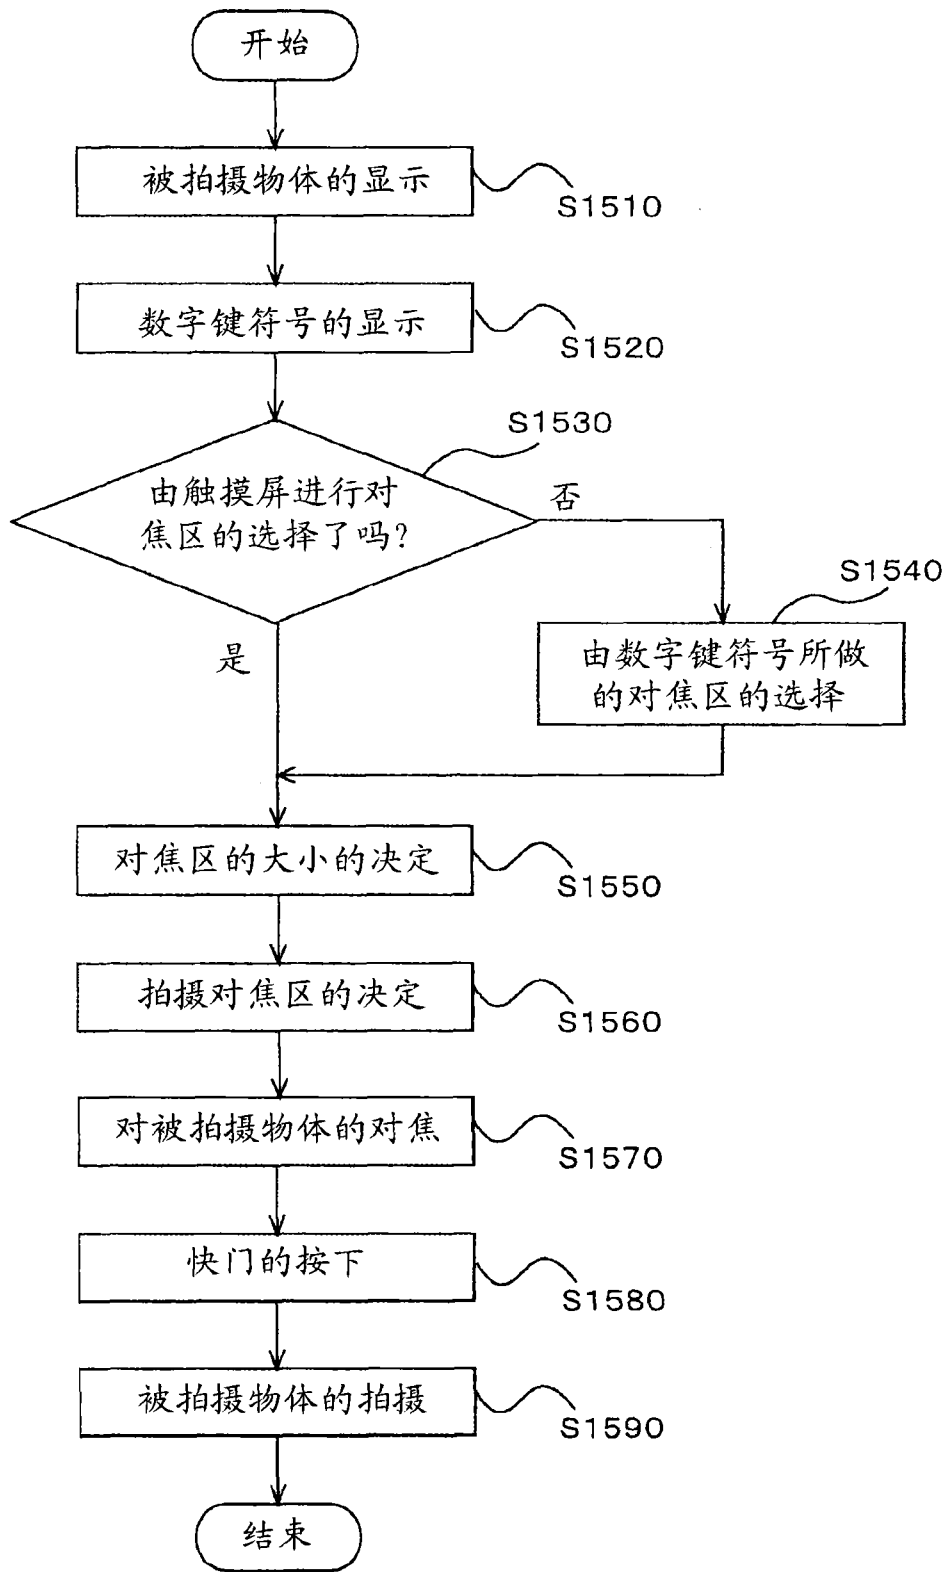 开始
被拍摄物体的显示
S1510
数字键符号的显示
S1520
S1530
由触摸屏进行对
焦区的选择了吗?
否
S1540
是
由数字键符号所做
的对焦区的选择
对焦区的大小的决定
S1550
拍摄对焦区的决定
S1560
对被拍摄物体的对焦
S1570
快门的按下
S1580
被拍摄物体的拍摄
S1590
结束